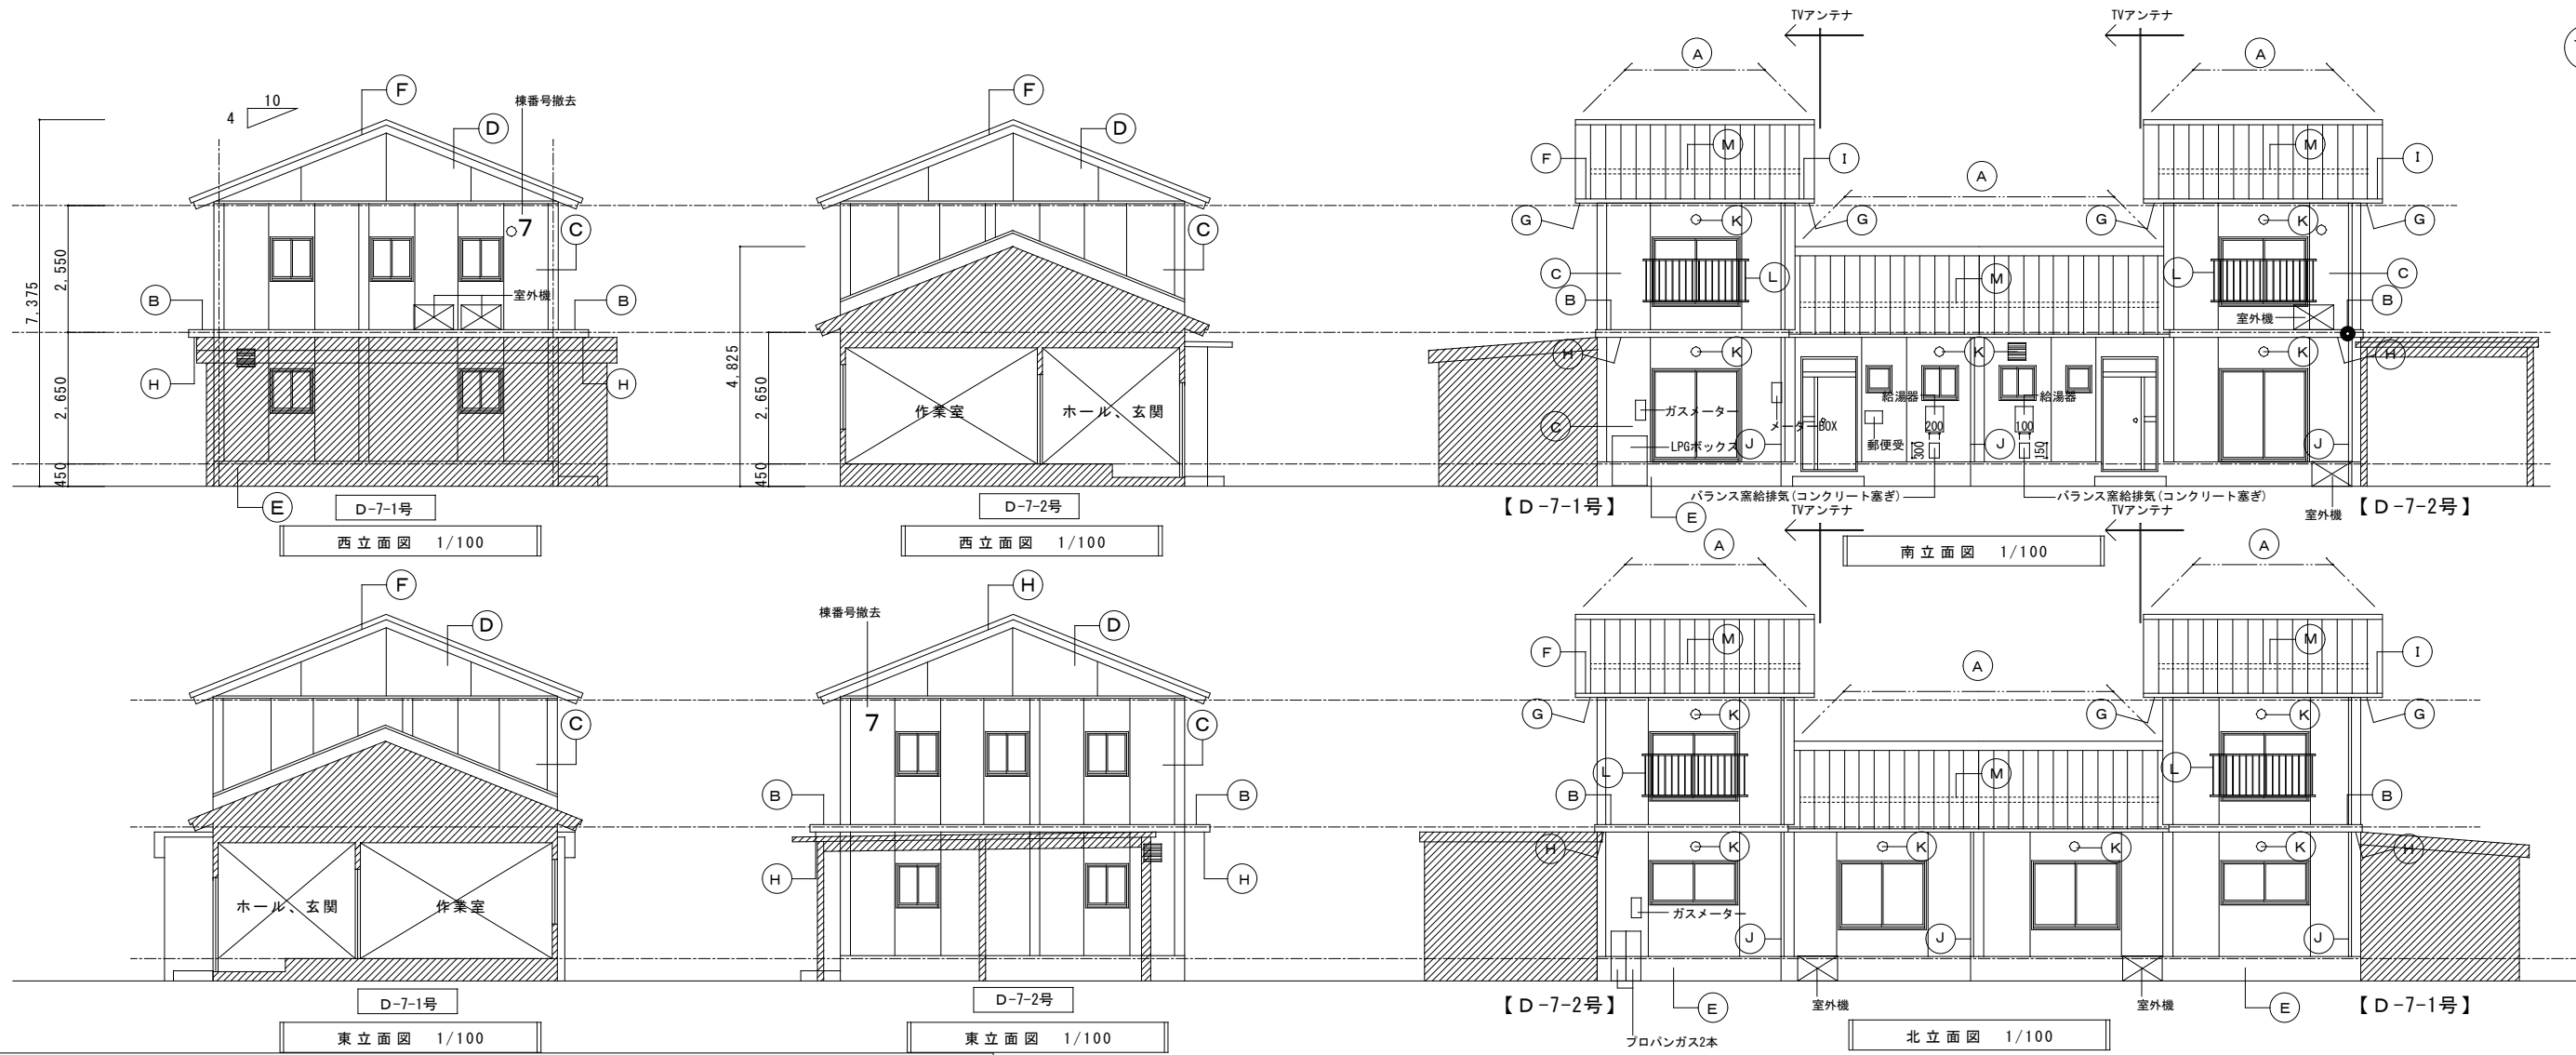 TVアンテナ
TVアンテナ
A
A
F
F
10
4
棟番号撤去
D
D
M
M
F
I
F
I
A
7
C
C
G
K
G
G
K
G
7,375
2,550
2,650
450
4,825
2,650
450
B
室外機
B
C
B
L
M
L
C
B
室外機
H
H
H
K
K
K
H
作業室
ホール、玄関
C
ガスメーター
LPGボックス
メーターBOX
J
給湯器
200
300
郵便受
J
給湯器
100
150
J
E
D-7-1号
D-7-2号
【D-7-1号】
E
バランス窯給排気(コンクリート塞ぎ)
バランス窯給排気(コンクリート塞ぎ)
室外機
【D-7-2号】
西立面図 1/100
西立面図 1/100
南立面図 1/100
TVアンテナ
TVアンテナ
A
A
F
H
棟番号撤去
D
D
F
M
M
I
A
7
C
C
G
K
G
K
G
B
B
B
L
M
L
B
H
H
H
K
K
K
K
H
ホール、玄関
作業室
ガスメーター
J
J
J
D-7-1号
D-7-2号
【D-7-2号】
E
室外機
室外機
E
【D-7-1号】
プロパンガス2本
東立面図 1/100
東立面図 1/100
北立面図 1/100